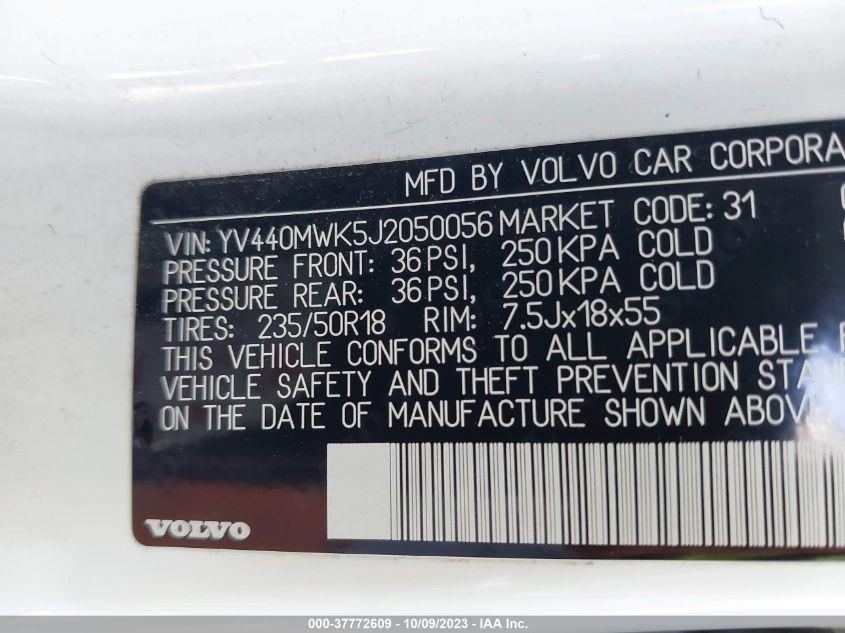 MFD BY VOLVO CAR CORPORA
VIN: YV440MWK5J2050056 MARKET CODE: 31
PRESSURE FRONT: 36 PSI, 250 KPA COLD
PRESSURE REAR: 36 PSI, 250 KPA COLD
TIRES: 235/50R18 RIM: 7.5Jx18x55
THIS VEHICLE CONFORMS TO ALL APPLICABLE
VEHICLE SAFETY AND THEFT PREVENTION STAN
ON THE DATE OF MANUFACTURE SHOWN ABOVE
VOLVO
000-37772609 - 10/09/2023 - IAA Inc.